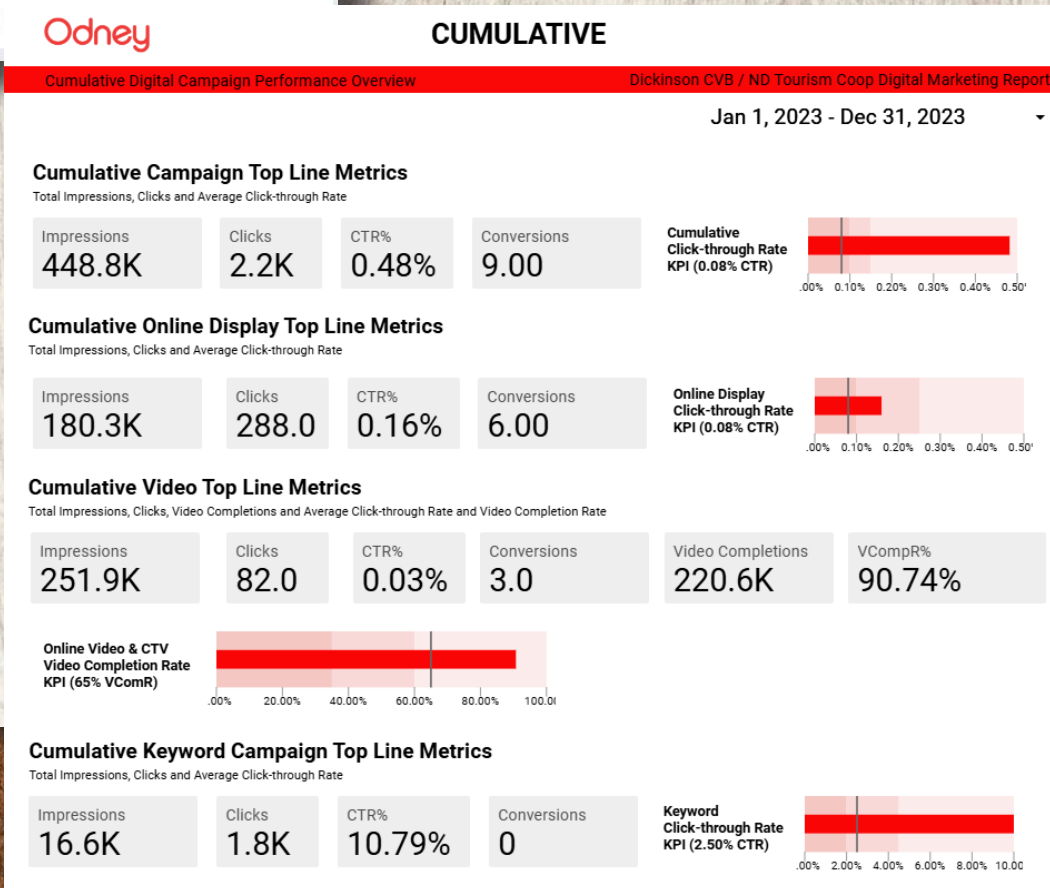 Odney
CUMULATIVE
Cumulative Digital Campaign Performance Overview
Dickinson CVB / ND Tourism Coop Digital Marketing Report
Jan 1, 2023 - Dec 31, 2023
Cumulative Campaign Top Line Metrics
Total Impressions, Clicks and Average Click-through Rate
Impressions Clicks CTR% Conversions
448.8K 2.2K 0.48% 9.00
Cumulative
Click-through Rate
KPI (0.08% CTR)
.00% 0.10% 0.20% 0.30% 0.40% 0.50
Cumulative Online Display Top Line Metrics
Total Impressions, Clicks and Average Click-through Rate
Impressions Clicks CTR% Conversions
180.3K 288.0 0.16% 6.00
Online Display
Click-through Rate
KPI (0.08% CTR)
.00% 0.10% 0.20% 0.30% 0.40% 0.50
Cumulative Video Top Line Metrics
Total Impressions, Clicks, Video Completions and Average Click-through Rate and Video Completion Rate
Impressions Clicks CTR% Conversions Video Completions VCompR%
251.9K 82.0 0.03% 3.0 220.6K 90.74%
Online Video & CTV
Video Completion Rate
KPI (65% VComR)
.00% 20.00% 40.00% 60.00% 80.00% 100.0
Cumulative Keyword Campaign Top Line Metrics
Total Impressions, Clicks and Average Click-through Rate
Impressions Clicks CTR% Conversions
16.6K 1.8K 10.79% 0
Keyword
Click-through Rate
KPI (2.50% CTR)
.00% 2.00% 4.00% 6.00% 8.00% 10.00